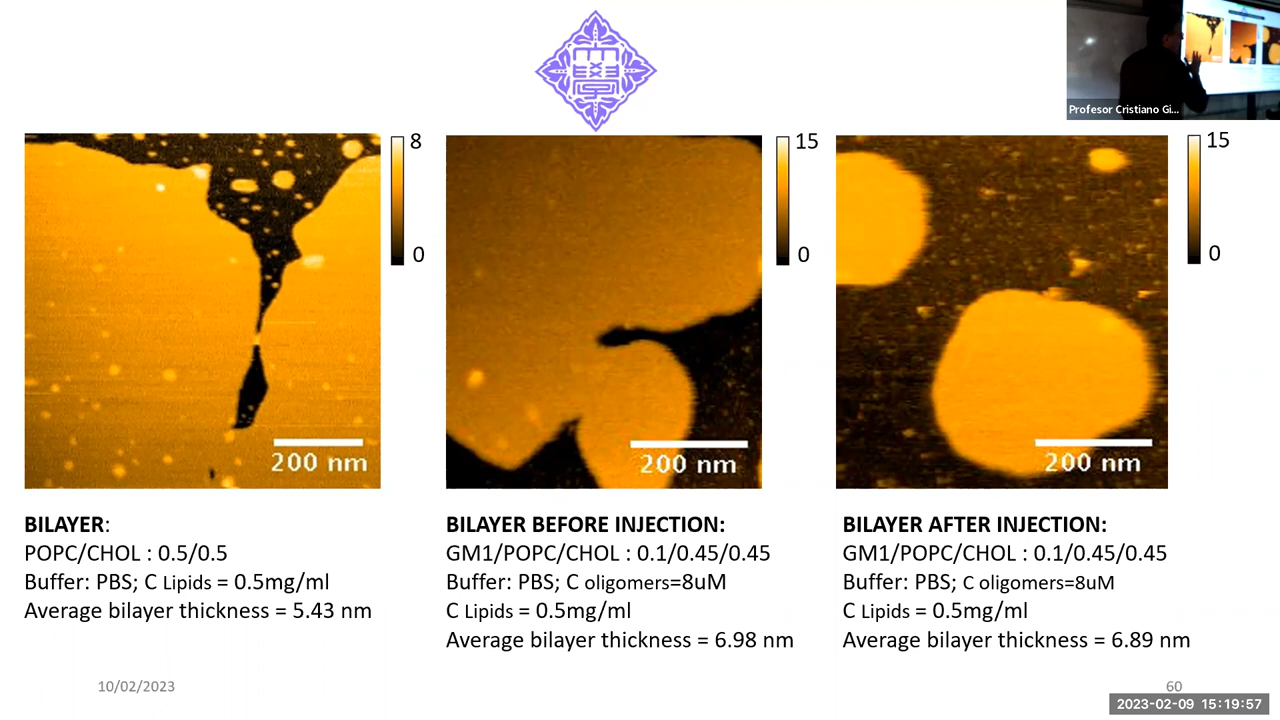 Profesor Cristiano Gi...
8
0
200 nm
15
0
200 nm
15
0
200 nm
BILAYER:
POPC/CHOL : 0.5/0.5
Buffer: PBS; C Lipids = 0.5mg/ml
Average bilayer thickness = 5.43 nm
BILAYER BEFORE INJECTION:
GM1/POPC/CHOL : 0.1/0.45/0.45
Buffer: PBS; C oligomers=8uM
C Lipids = 0.5mg/ml
Average bilayer thickness = 6.98 nm
BILAYER AFTER INJECTION:
GM1/POPC/CHOL : 0.1/0.45/0.45
Buffer: PBS; C oligomers=8uM
C Lipids = 0.5mg/ml
Average bilayer thickness = 6.89 nm
10/02/2023
60
2023-02-09 15:19:57